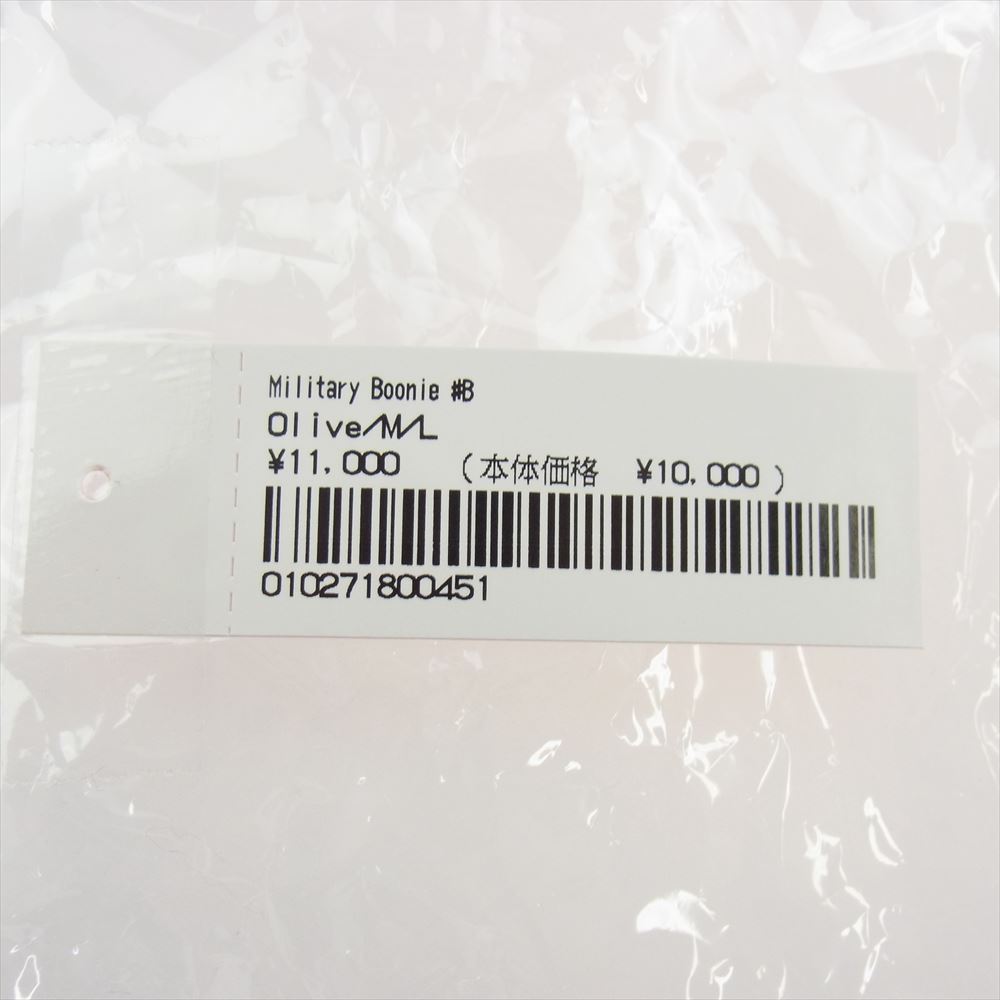 Military Boonie #B
Olive/M/L
¥11,000 (本体価格 ¥10,000)
010271800451